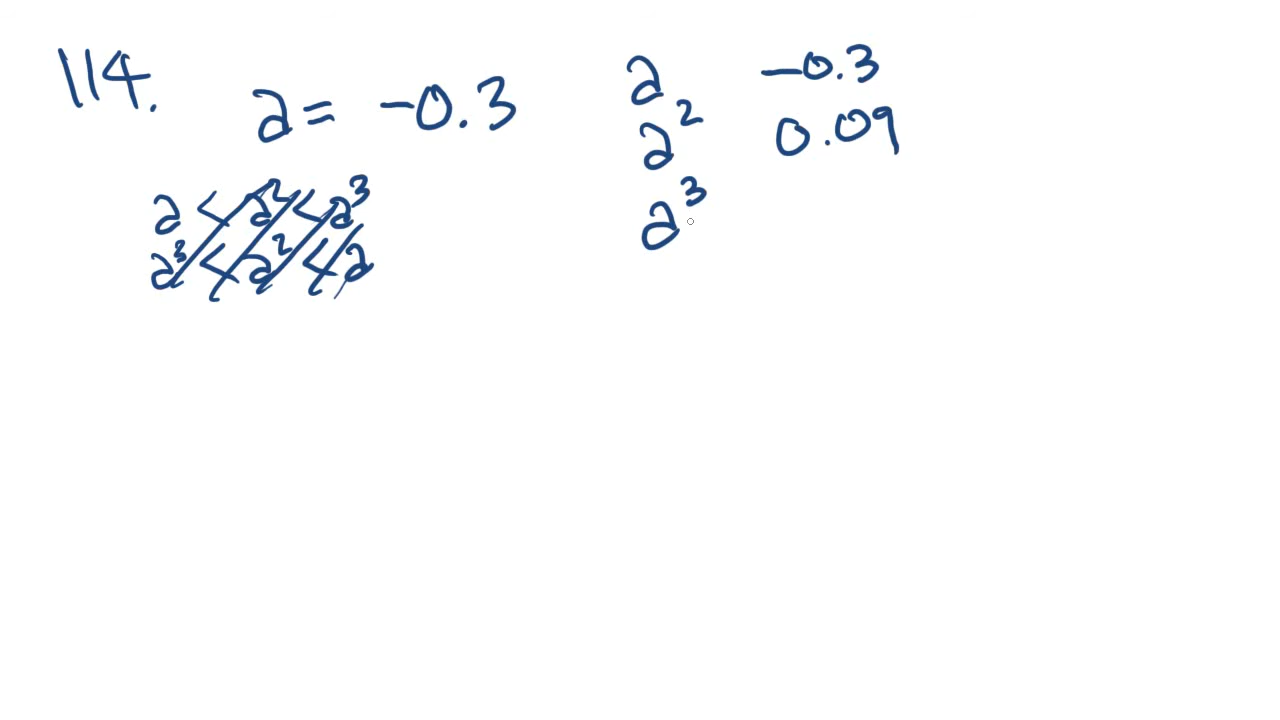 114.
a = -0.3
a < a² < a³
a³ < a² < a
a -0.3
a² 0.09
a³